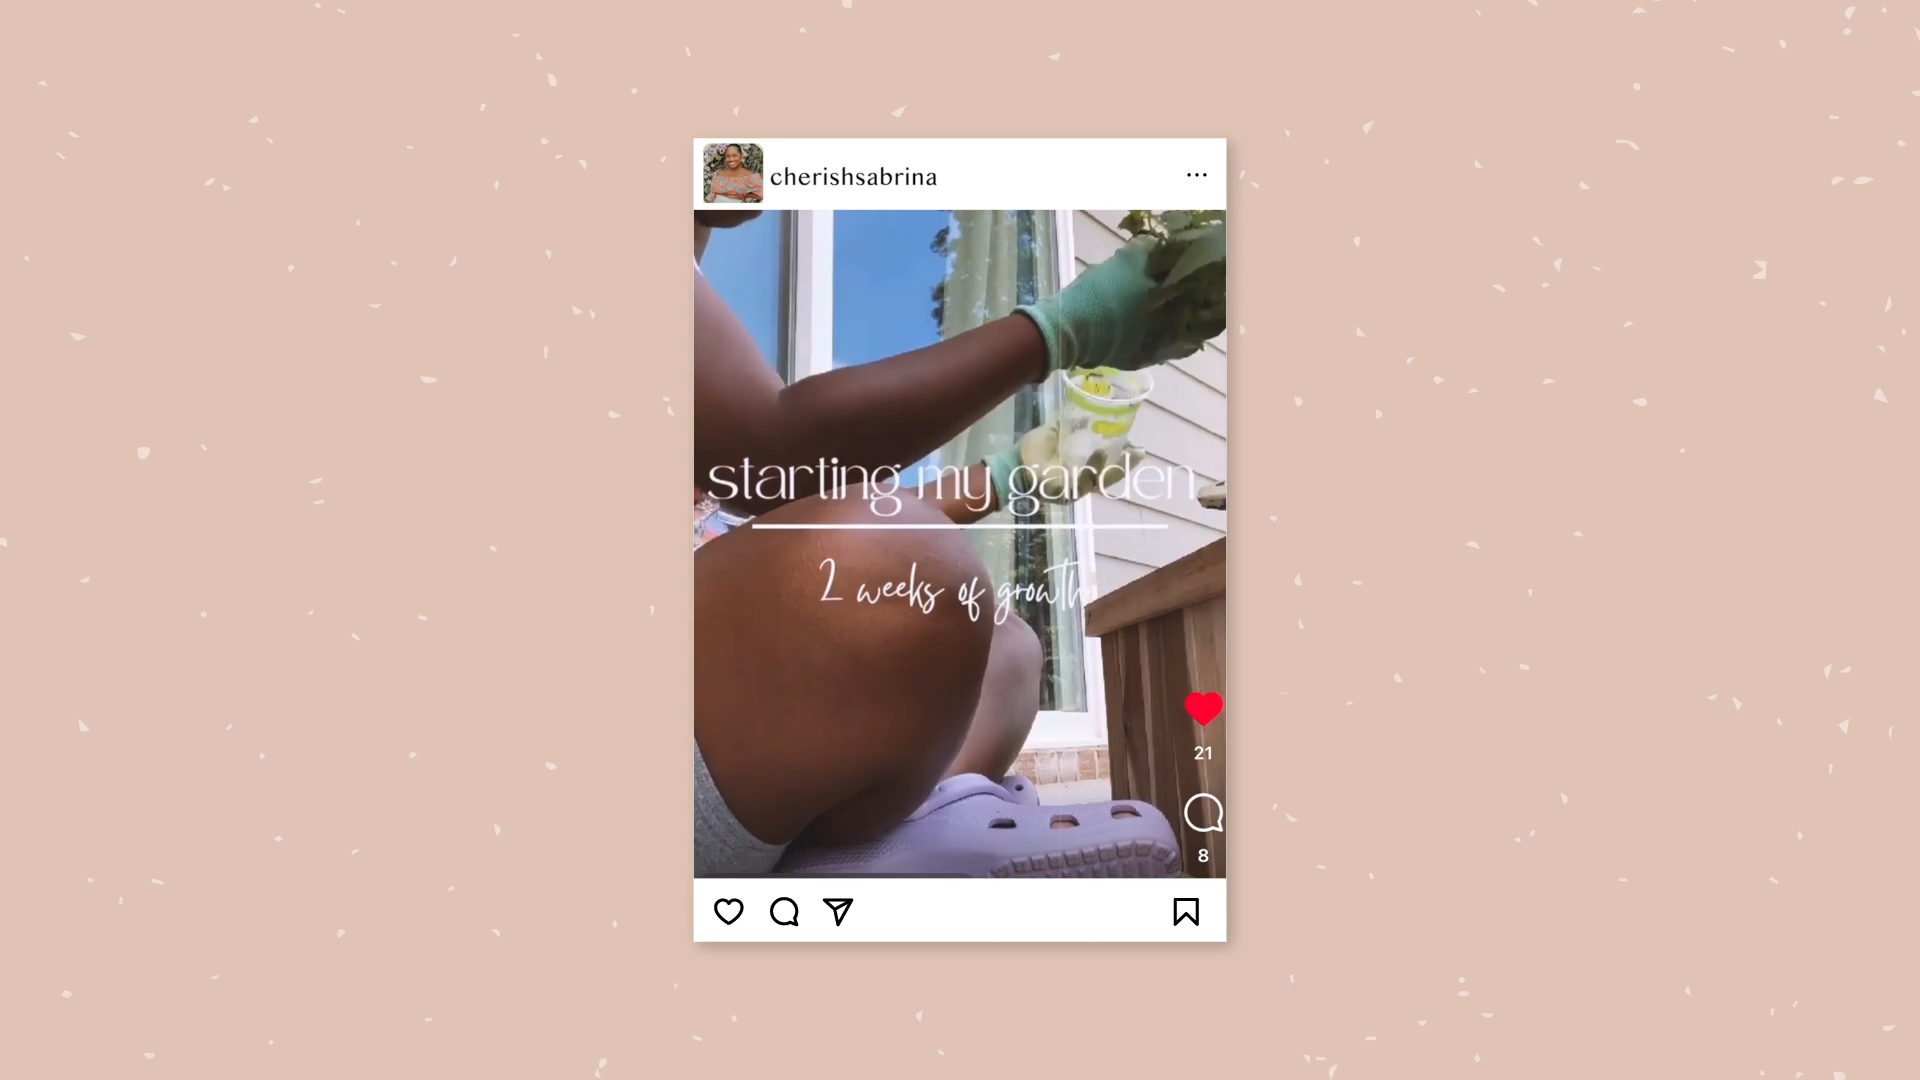 cherishsabrina
starting my garden
2 weeks of growth
21
8